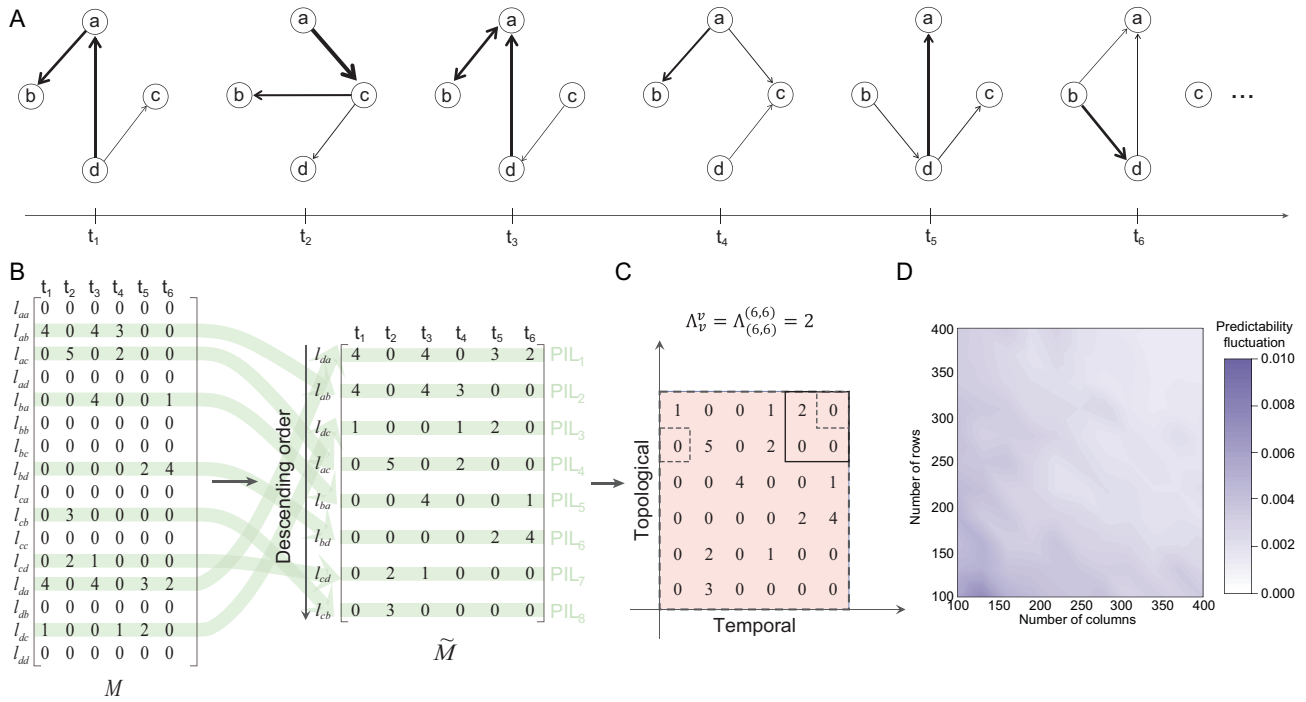 A
a
b
c
d
a
b
c
d
a
b
c
d
a
b
c
d
a
b
c
d
a
b
c
d
...
t1 t2 t3 t4 t5 t6
B
t1 t2 t3 t4 t5 t6
laa 0 0 0 0 0 0
lab 4 0 4 3 0 0
lac 0 5 0 2 0 0
lad 0 0 0 0 0 0
lba 0 0 4 0 0 1
lbb 0 0 0 0 0 0
lbc 0 0 0 0 0 0
lbd 0 0 0 0 2 4
lca 0 0 0 0 0 0
lcb 0 3 0 0 0 0
lcc 0 0 0 0 0 0
lcd 0 2 1 0 0 0
lda 4 0 4 0 3 2
ldb 0 0 0 0 0 0
ldc 1 0 0 1 2 0
ldd 0 0 0 0 0 0
M
Descending order
t1 t2 t3 t4 t5 t6
lda 4 0 4 0 3 2 PIL1
lab 4 0 4 3 0 0 PIL2
ldc 1 0 0 1 2 0 PIL3
lac 0 5 0 2 0 0 PIL4
lba 0 0 4 0 0 1 PIL5
lbd 0 0 0 0 2 4 PIL6
lcd 0 2 1 0 0 0 PIL7
lcb 0 3 0 0 0 0 PIL8
M̃
C
Λ_v^v = Λ_(6,6)^(6,6) = 2
Topological
1 0 0 1 2 0
0 5 0 2 0 0
0 0 4 0 0 1
0 0 0 0 2 4
0 2 0 1 0 0
0 3 0 0 0 0
Temporal
D
Number of rows
400
350
300
250
200
150
100
100 150 200 250 300 350 400
Number of columns
Predictability
fluctuation
0.010
0.008
0.006
0.004
0.002
0.000